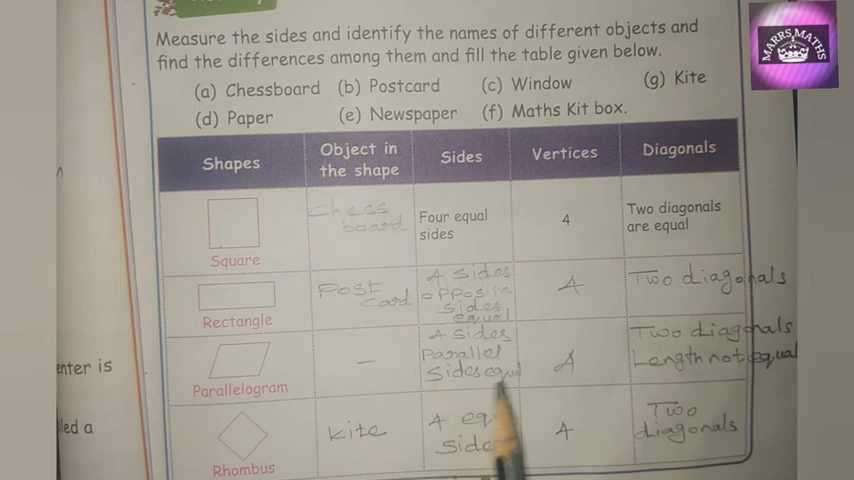 MARRS MATHS
Measure the sides and identify the names of different objects and
find the differences among them and fill the table given below.
(a) Chessboard (b) Postcard (c) Window (g) Kite
(d) Paper (e) Newspaper (f) Maths Kit box.
Shapes
Object in
the shape
Sides
Vertices
Diagonals
Square
Chess
board
Four equal
sides
4
Two diagonals
are equal
Rectangle
Post
card
4 sides
opposite
sides
equal
4
Two diagonals
Parallelogram
—
4 sides
Parallel
sides equal
4
Two diagonals
Length not equal
Rhombus
kite
4
4
Two
diagonals
enter is
led a